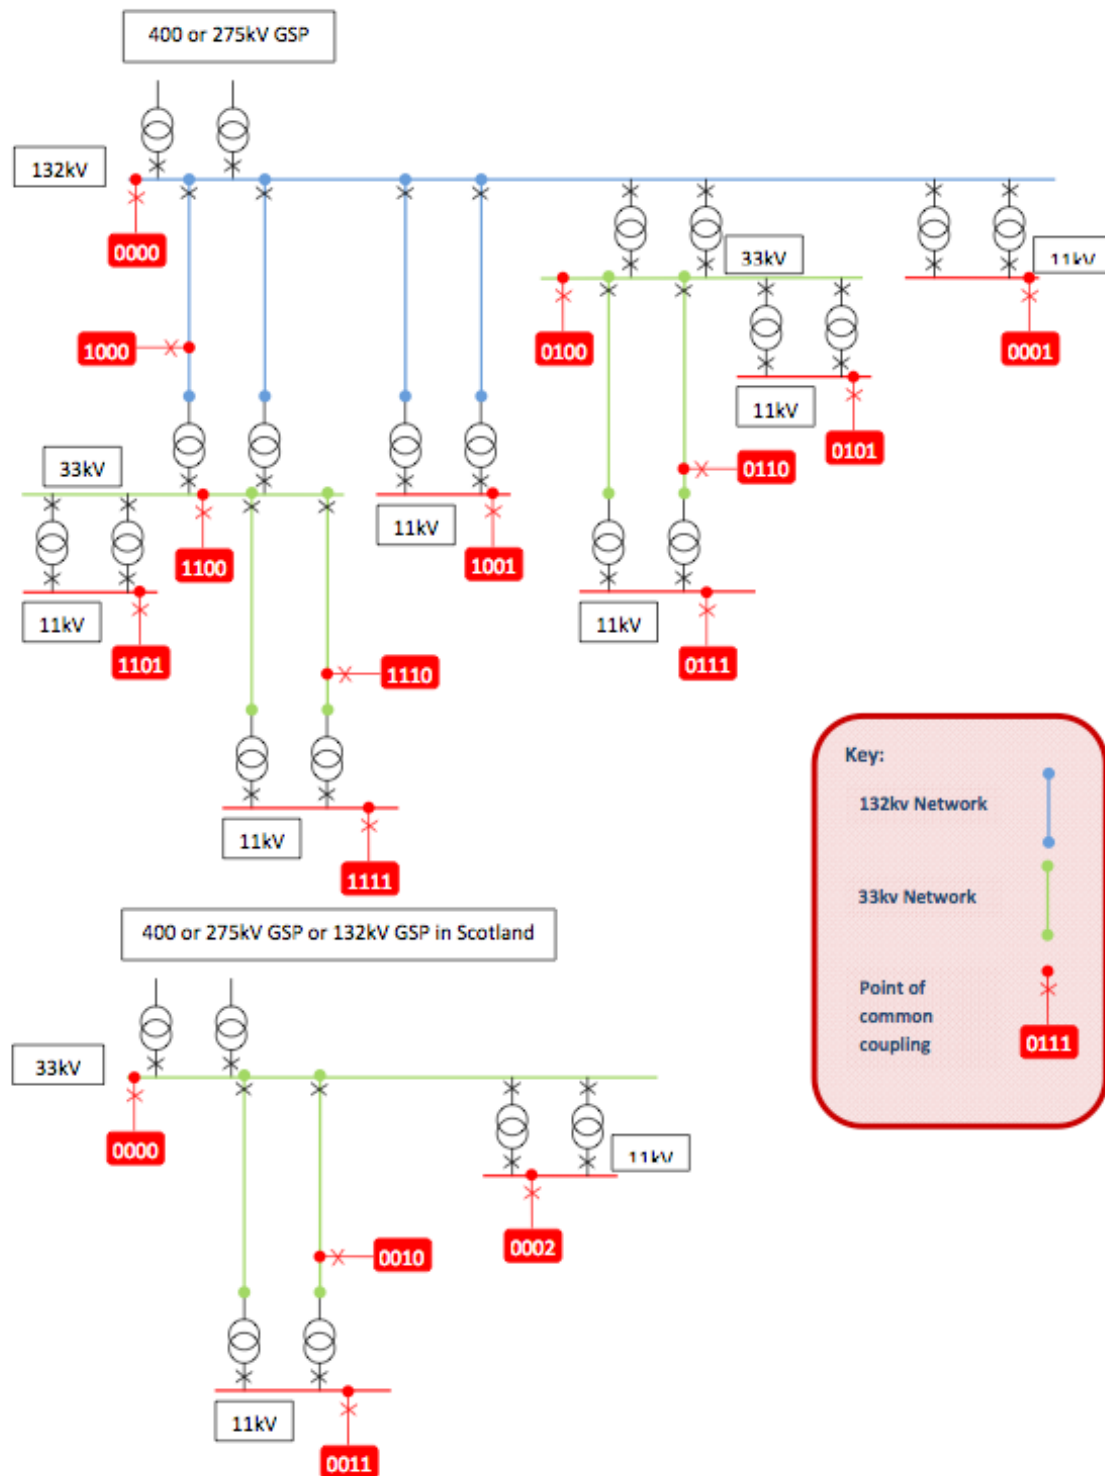 400 or 275kV GSP
132kV
0000
1000
33kV
1100
11kV
1101
1110
11kV
1111
11kV
1001
33kV
0100
11kV
0101
0110
11kV
0111
11kV
0001
Key:
132kv Network
33kv Network
Point of
common
coupling
0111
400 or 275kV GSP or 132kV GSP in Scotland
33kV
0000
11kV
0002
0010
11kV
0011